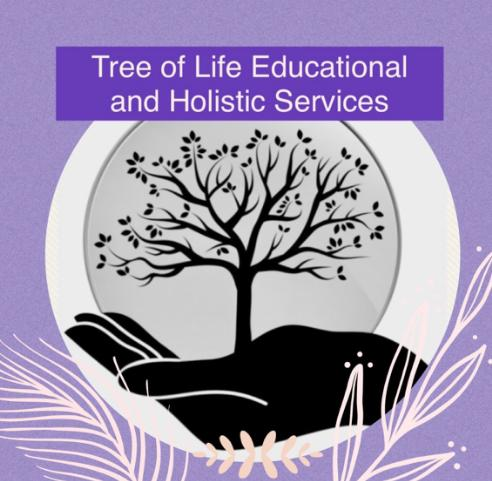 Tree of Life Educational
and Holistic Services